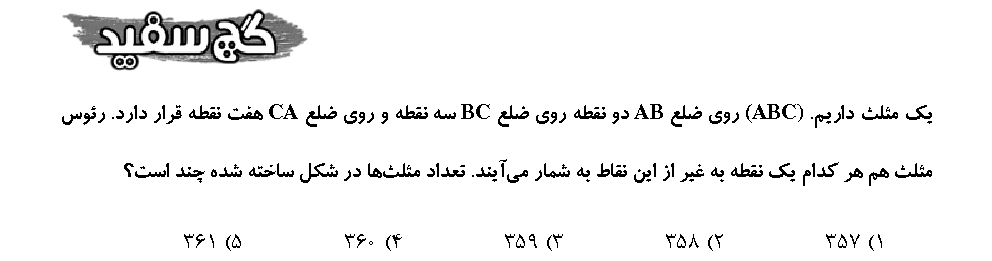 گچ سفید
یک مثلث داریم. (ABC) روی ضلع AB دو نقطه روی ضلع BC سه نقطه و روی ضلع CA هفت نقطه قرار دارد. رئوس
مثلث هم هر کدام یک نقطه به غیر از این نقاط به شمار می‌آیند. تعداد مثلث‌ها در شکل ساخته شده چند است؟
۱) ۳۵۷ ۲) ۳۵۸ ۳) ۳۵۹ ۴) ۳۶۰ ۵) ۳۶۱